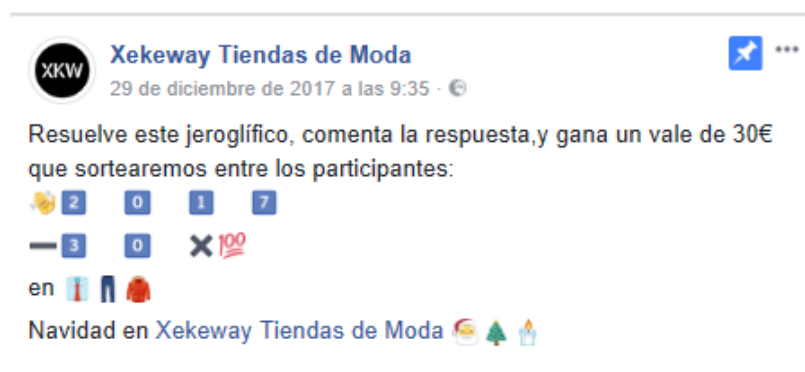 XKW
Xekeway Tiendas de Moda
29 de diciembre de 2017 a las 9:35 ·
Resuelve este jeroglífico, comenta la respuesta,y gana un vale de 30€
que sortearemos entre los participantes:
👋 2 0 1 7
➖ 3 0 ✖ 💯
en 👔 👖 🧥
Navidad en Xekeway Tiendas de Moda 🎅 🎄 🕯